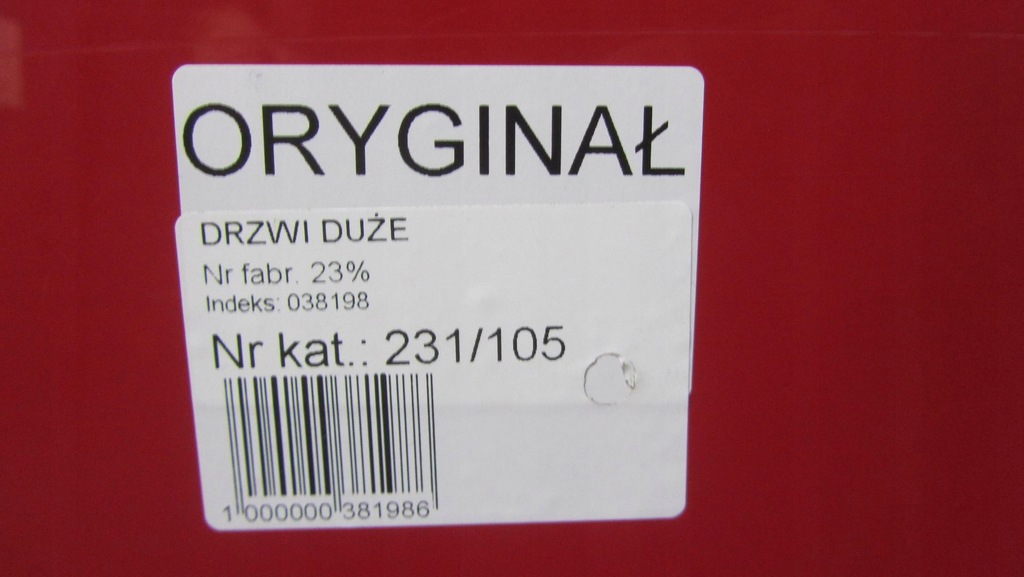 ORYGINAŁ
DRZWI DUŻE
Nr fabr. 23%
Indeks: 038198
Nr kat.: 231/105
1 000000 381986